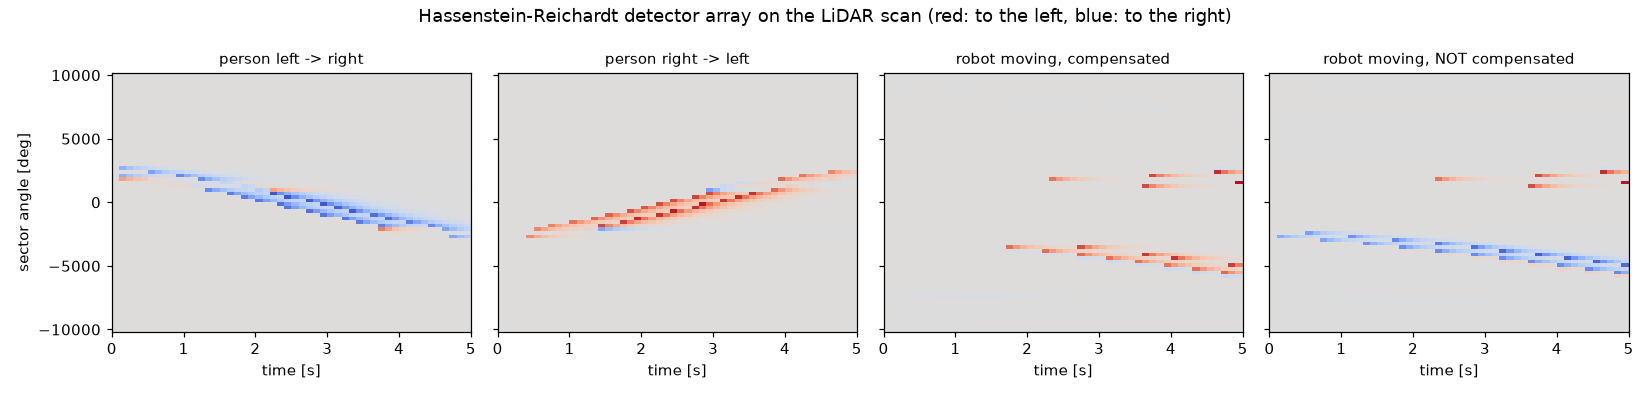 Hassenstein-Reichardt detector array on the LiDAR scan (red: to the left, blue: to the right)
person left -> right
person right -> left
robot moving, compensated
robot moving, NOT compensated
sector angle [deg]
10000
5000
0
−5000
−10000
0 1 2 3 4 5
0 1 2 3 4 5
0 1 2 3 4 5
0 1 2 3 4 5
time [s]
time [s]
time [s]
time [s]